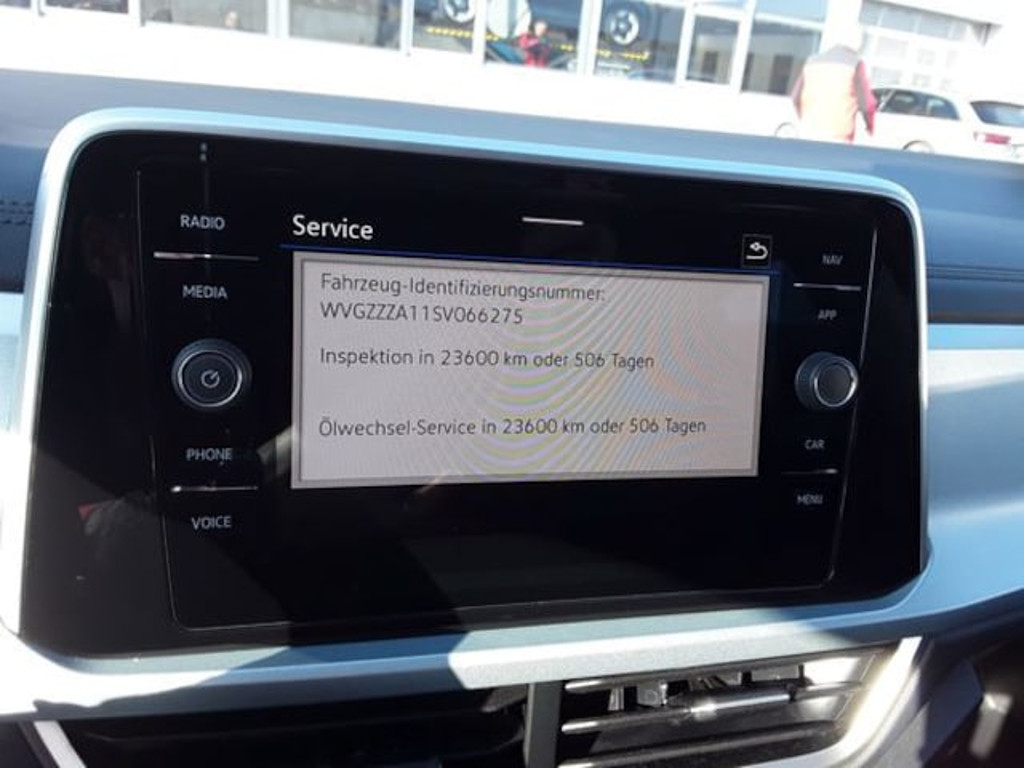 RADIO
MEDIA
PHONE
VOICE
Service
Fahrzeug-Identifizierungsnummer:
WVGZZZA11SV066275
Inspektion in 23600 km oder 506 Tagen
Ölwechsel-Service in 23600 km oder 506 Tagen
NAV
APP
CAR
MENU